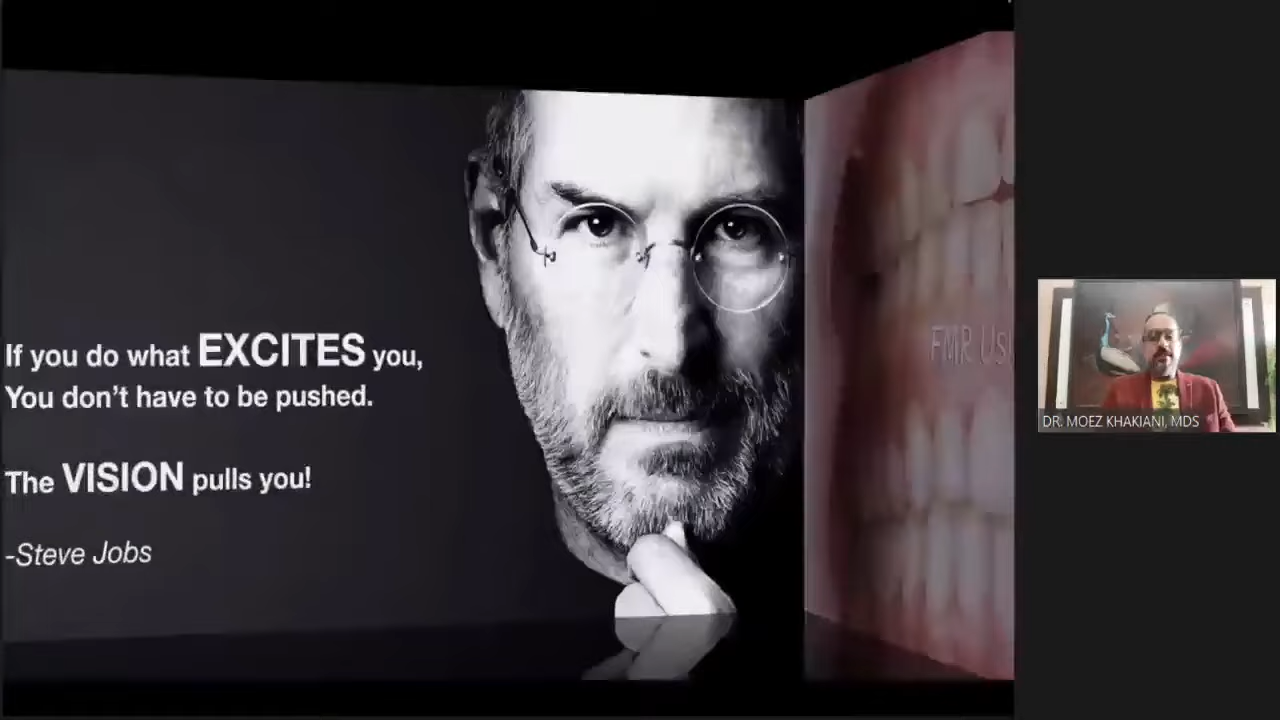 If you do what EXCITES you,
You don't have to be pushed.
The VISION pulls you!
-Steve Jobs
FMR
DR. MOEZ KHAKIANI, MDS